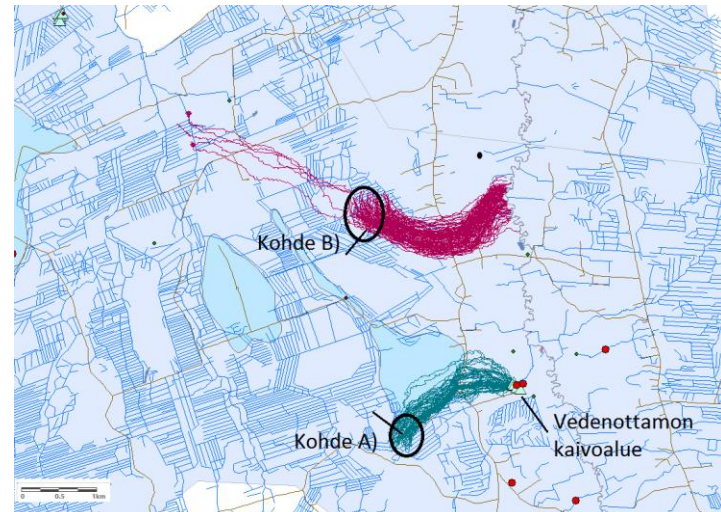 Kohde B)
Kohde A)
Vedenottamon
kaivoalue
0 0.5 1km